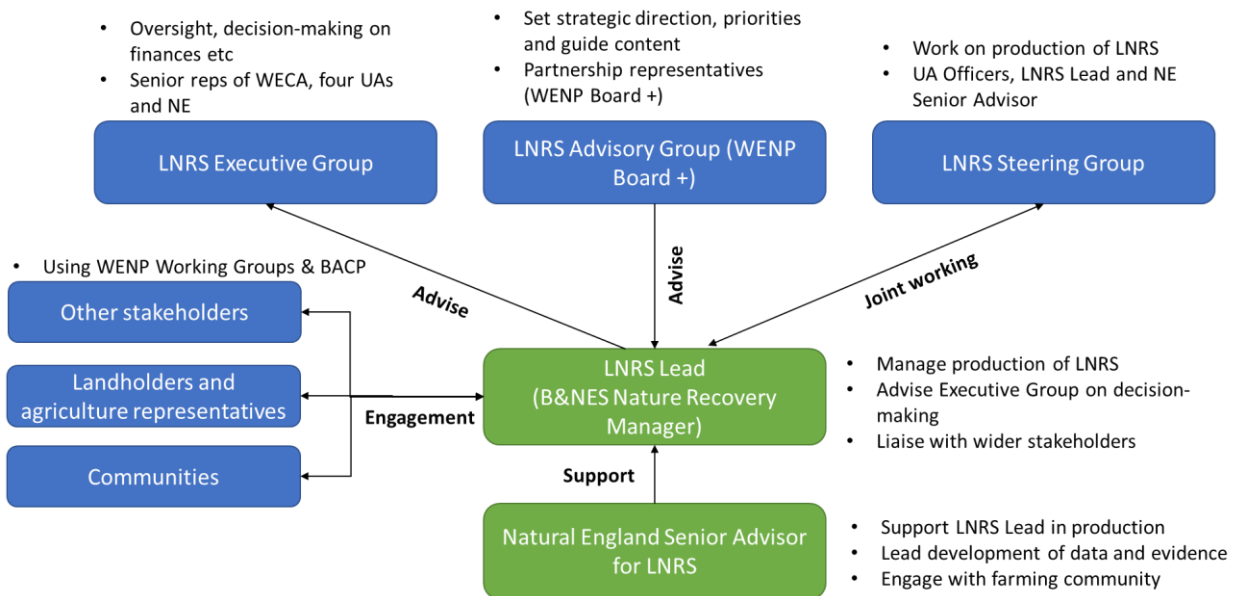 • Oversight, decision-making on
finances etc
• Senior reps of WECA, four UAs
and NE
LNRS Executive Group
• Set strategic direction, priorities
and guide content
• Partnership representatives
(WENP Board +)
LNRS Advisory Group (WENP
Board +)
• Work on production of LNRS
• UA Officers, LNRS Lead and NE
Senior Advisor
LNRS Steering Group
Advise
Advise
Joint working
• Using WENP Working Groups & BACP
Other stakeholders
Landholders and
agriculture representatives
Communities
Engagement
LNRS Lead
(B&NES Nature Recovery
Manager)
• Manage production of LNRS
• Advise Executive Group on decision-
making
• Liaise with wider stakeholders
Support
Natural England Senior Advisor
for LNRS
• Support LNRS Lead in production
• Lead development of data and evidence
• Engage with farming community